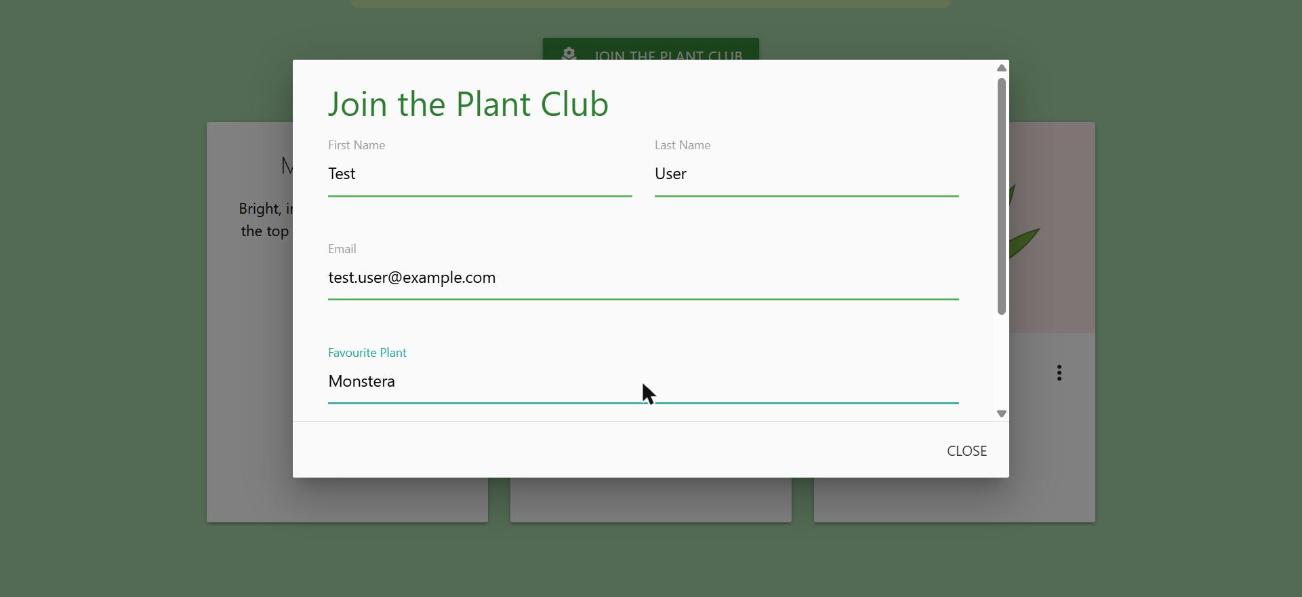 JOIN THE PLANT CLUB
Join the Plant Club
First Name
Last Name
Test
User
Email
test.user@example.com
Favourite Plant
Monstera
CLOSE
M
Bright, i
the top